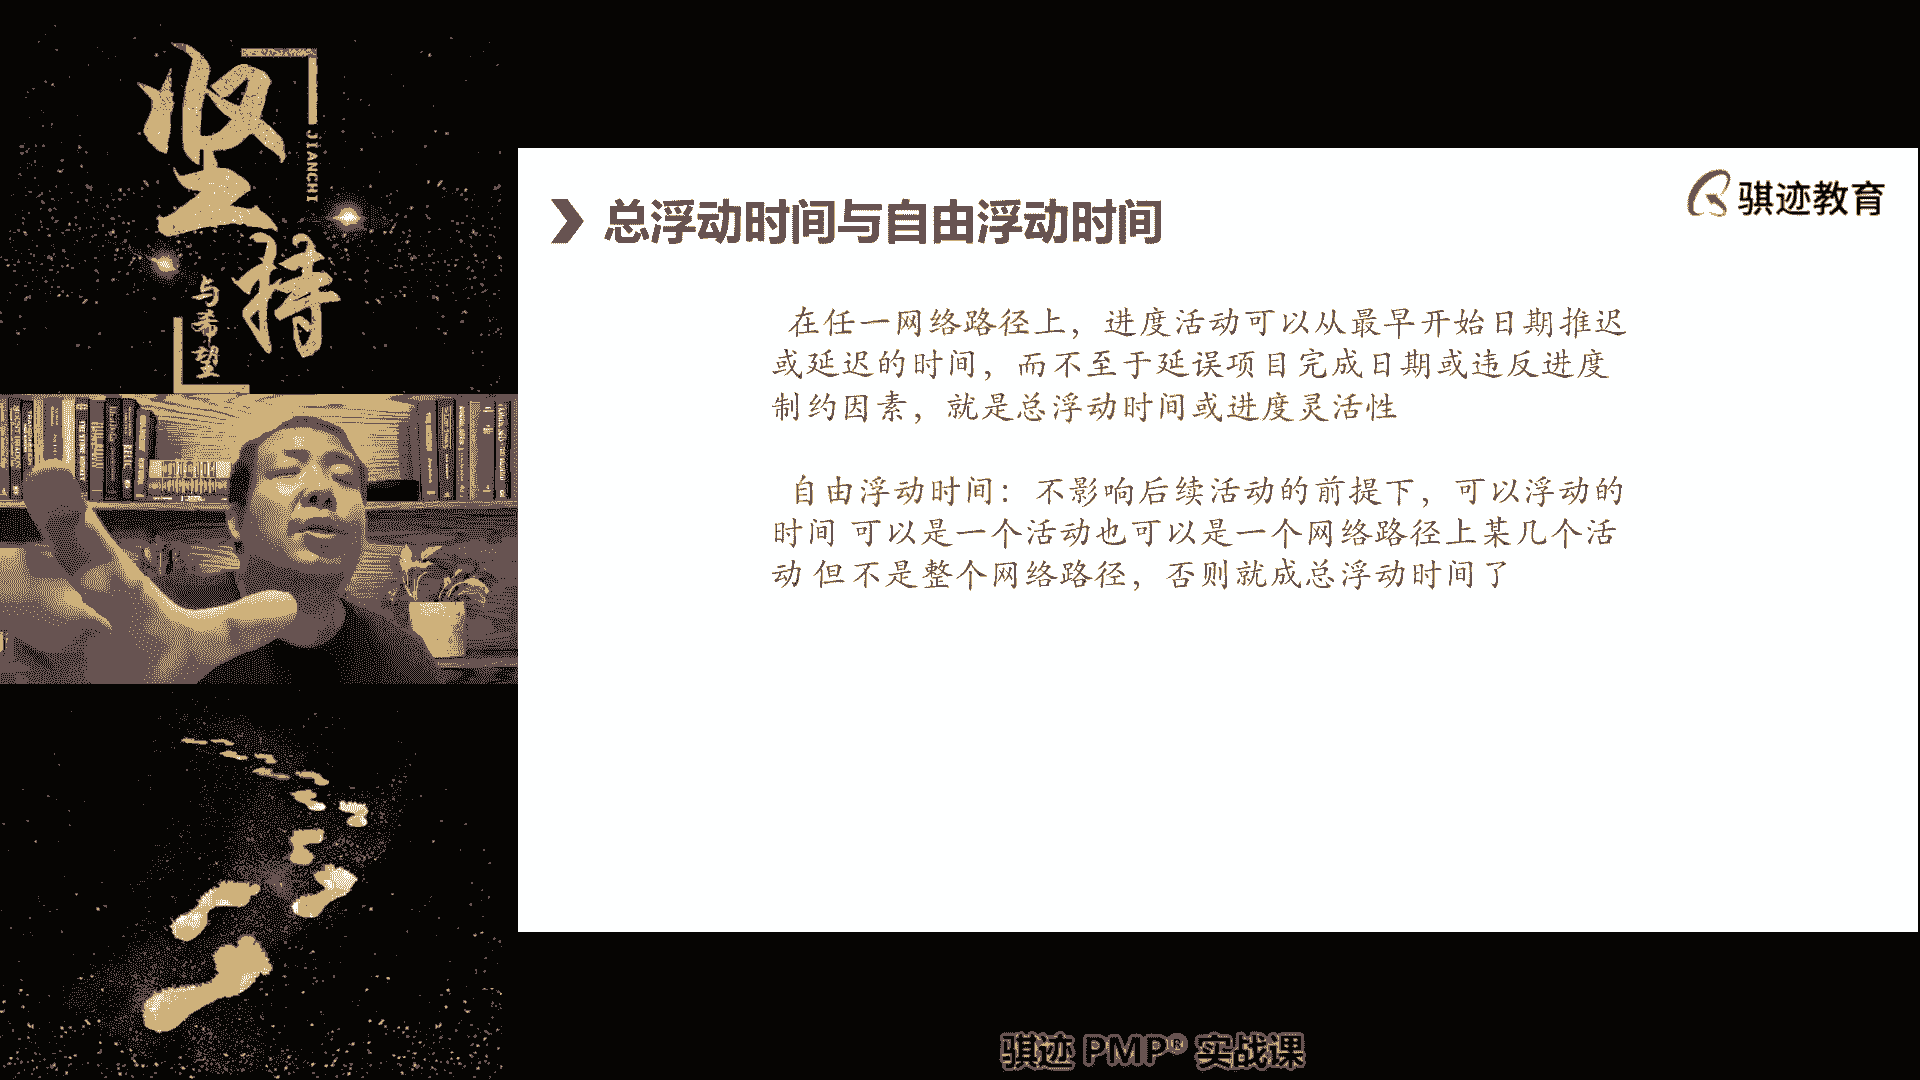 坚
持
JIANCHI
与希望
骐迹教育
总浮动时间与自由浮动时间
在任一网络路径上，进度活动可以从最早开始日期推迟
或延迟的时间，而不至于延误项目完成日期或违反进度
制约因素，就是总浮动时间或进度灵活性
自由浮动时间：不影响后续活动的前提下，可以浮动的
时间 可以是一个活动也可以是一个网络路径上某几个活
动 但不是整个网络路径，否则就成总浮动时间了
骐迹 PMP® 实战课